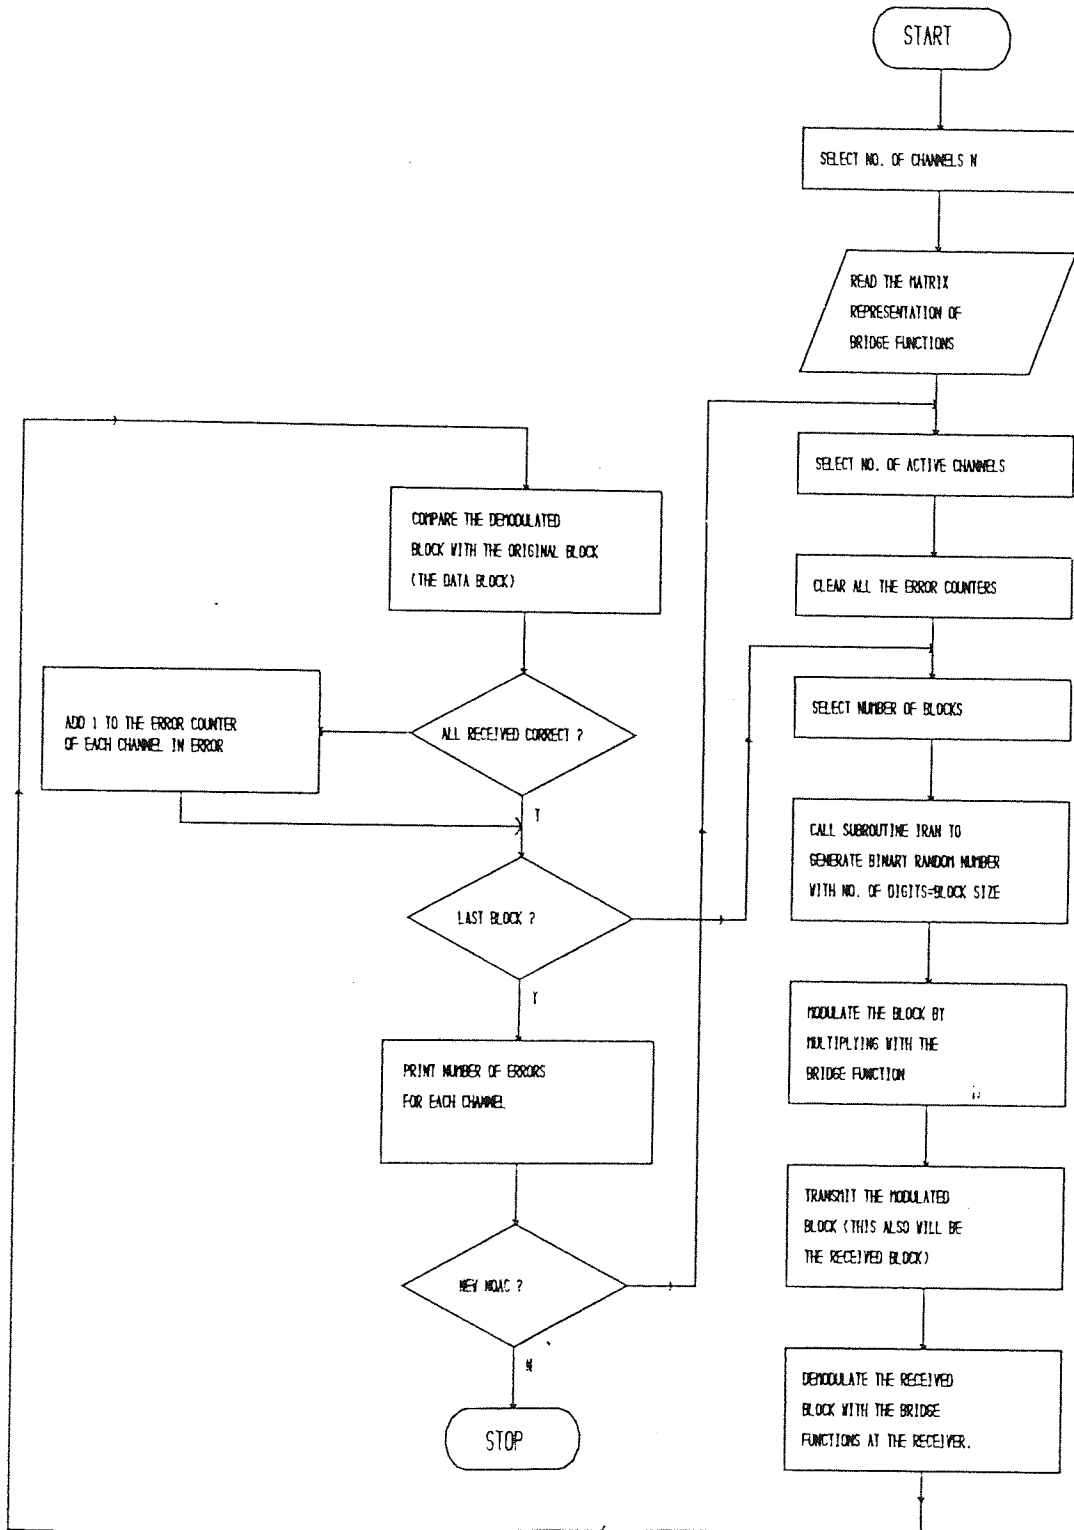 START
SELECT NO. OF CHANNELS N
READ THE MATRIX
REPRESENTATION OF
BRIDGE FUNCTIONS
SELECT NO. OF ACTIVE CHANNELS
CLEAR ALL THE ERROR COUNTERS
SELECT NUMBER OF BLOCKS
CALL SUBROUTINE IRAN TO
GENERATE BINARY RANDOM NUMBER
WITH NO. OF DIGITS=BLOCK SIZE
MODULATE THE BLOCK BY
MULTIPLYING WITH THE
BRIDGE FUNCTION
TRANSMIT THE MODULATED
BLOCK (THIS ALSO WILL BE
THE RECEIVED BLOCK)
DEMODULATE THE RECEIVED
BLOCK WITH THE BRIDGE
FUNCTIONS AT THE RECEIVER.
COMPARE THE DEMODULATED
BLOCK WITH THE ORIGINAL BLOCK
(THE DATA BLOCK)
ALL RECEIVED CORRECT ?
ADD 1 TO THE ERROR COUNTER
OF EACH CHANNEL IN ERROR
Y
LAST BLOCK ?
Y
PRINT NUMBER OF ERRORS
FOR EACH CHANNEL
NEW NOAC ?
N
STOP